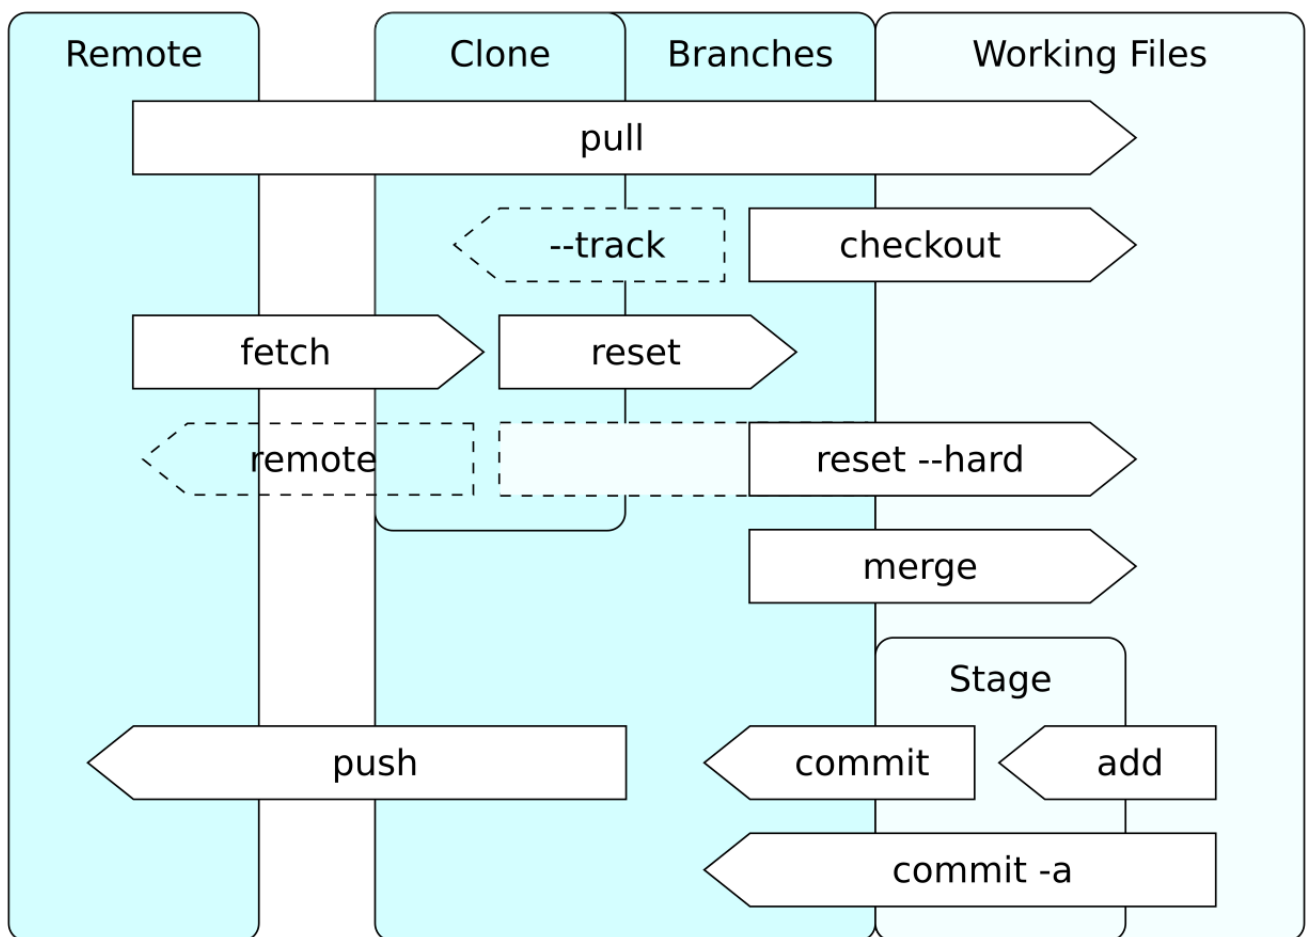 Remote
Clone
Branches
Working Files
pull
--track
checkout
fetch
reset
remote
reset --hard
merge
Stage
push
commit
add
commit -a